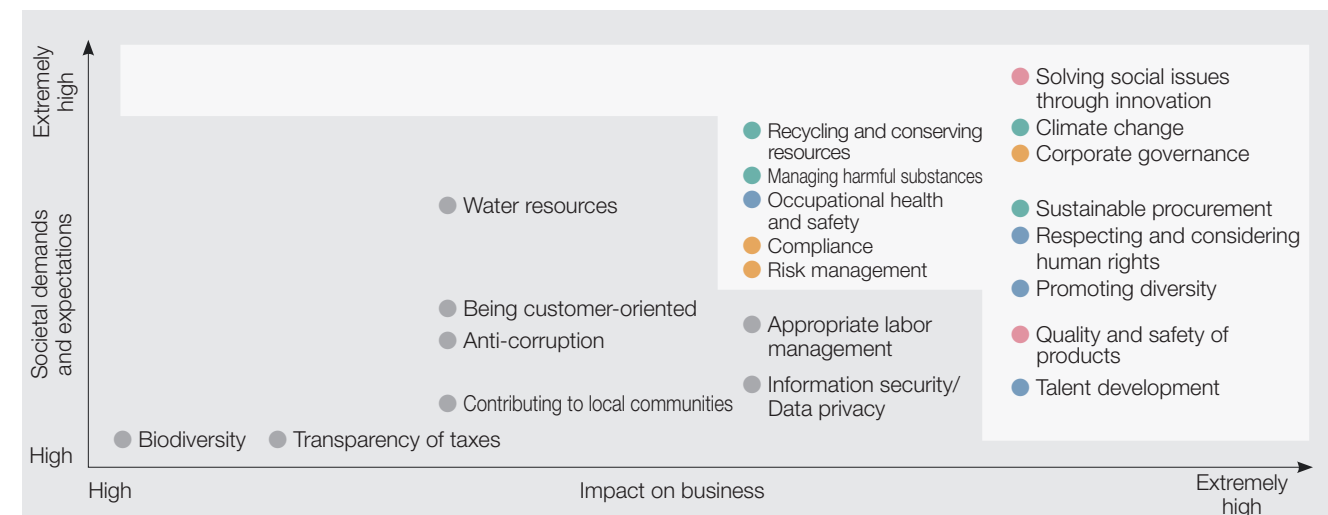 Extremely
high
Societal demands
and expectations
High
Solving social issues
through innovation
Climate change
Corporate governance
Recycling and conserving
resources
Managing harmful substances
Occupational health
and safety
Compliance
Risk management
Sustainable procurement
Respecting and considering
human rights
Promoting diversity
Quality and safety of
products
Talent development
Water resources
Being customer-oriented
Anti-corruption
Contributing to local communities
Appropriate labor
management
Information security/
Data privacy
Biodiversity
Transparency of taxes
High
Impact on business
Extremely
high